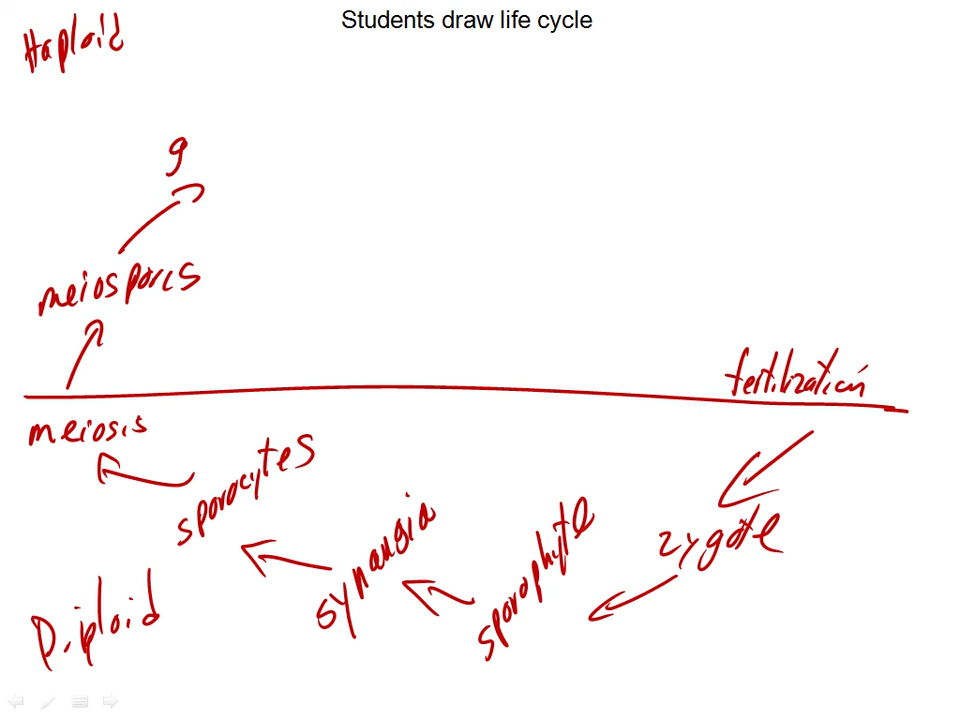 Students draw life cycle
Haploid
g
meiospores
fertilization
meiosis
sporocytes
synangia
sporophyte
zygote
Diploid